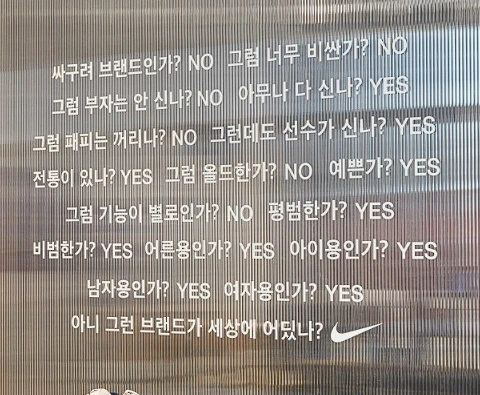 싸구려 브랜드인가? NO 그럼 너무 비싼가? NO
그럼 부자는 안 신나? NO 아무나 다 신나? YES
그럼 패피는 꺼리나? NO 그런데도 선수가 신나? YES
전통이 있나? YES 그럼 올드한가? NO 예쁜가? YES
그럼 기능이 별로인가? NO 평범한가? YES
비범한가? YES 어른용인가? YES 아이용인가? YES
남자용인가? YES 여자용인가? YES
아니 그런 브랜드가 세상에 어딨나?